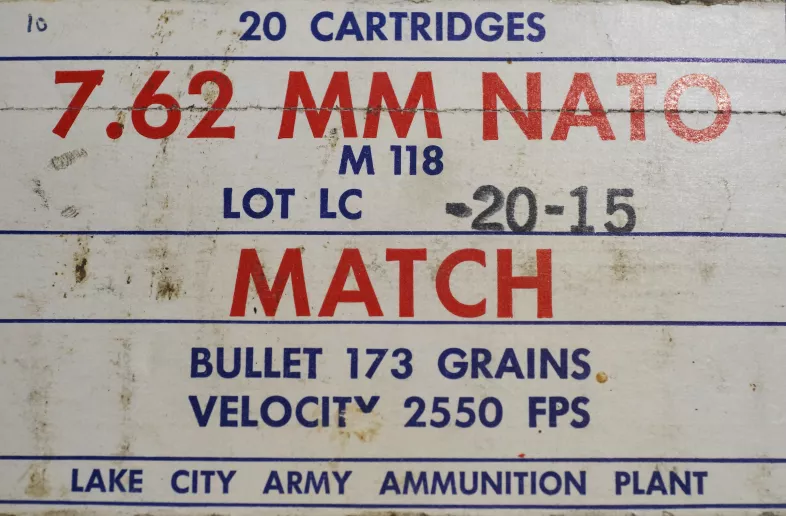 10
20 CARTRIDGES
7.62 MM NATO
M 118
LOT LC -20-15
MATCH
BULLET 173 GRAINS
VELOCITY 2550 FPS
LAKE CITY ARMY AMMUNITION PLANT